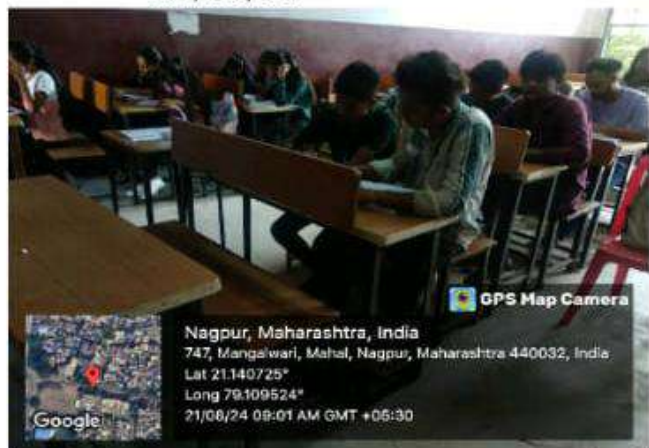 GPS Map Camera
Nagpur, Maharashtra, India
747, Mangalwari, Mahal, Nagpur, Maharashtra 440032, India
Lat 21.140725°
Long 79.109524°
21/08/24 09:01 AM GMT +05:30
Google